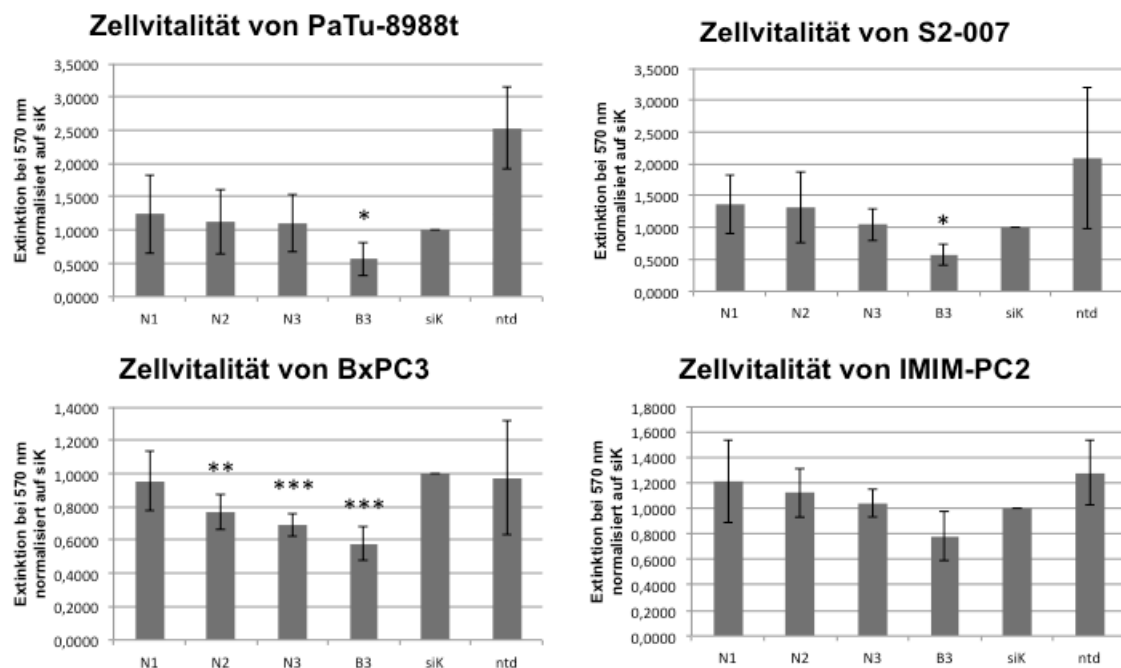 Zellvitalität von PaTu-8988t
Extinktion bei 570 nm
normalisiert auf siK
3,5000
3,0000
2,5000
2,0000
1,5000
1,0000
0,5000
0,0000
*
N1 N2 N3 B3 siK ntd
Zellvitalität von S2-007
Extinktion bei 570 nm
normalisiert auf siK
3,5000
3,0000
2,5000
2,0000
1,5000
1,0000
0,5000
0,0000
*
N1 N2 N3 B3 siK ntd
Zellvitalität von BxPC3
Extinktion bei 570 nm
normalisiert auf siK
1,4000
1,2000
1,0000
0,8000
0,6000
0,4000
0,2000
0,0000
** *** ***
N1 N2 N3 B3 siK ntd
Zellvitalität von IMIM-PC2
Extinktion bei 570 nm
normalisiert auf siK
1,8000
1,6000
1,4000
1,2000
1,0000
0,8000
0,6000
0,4000
0,2000
0,0000
N1 N2 N3 B3 siK ntd